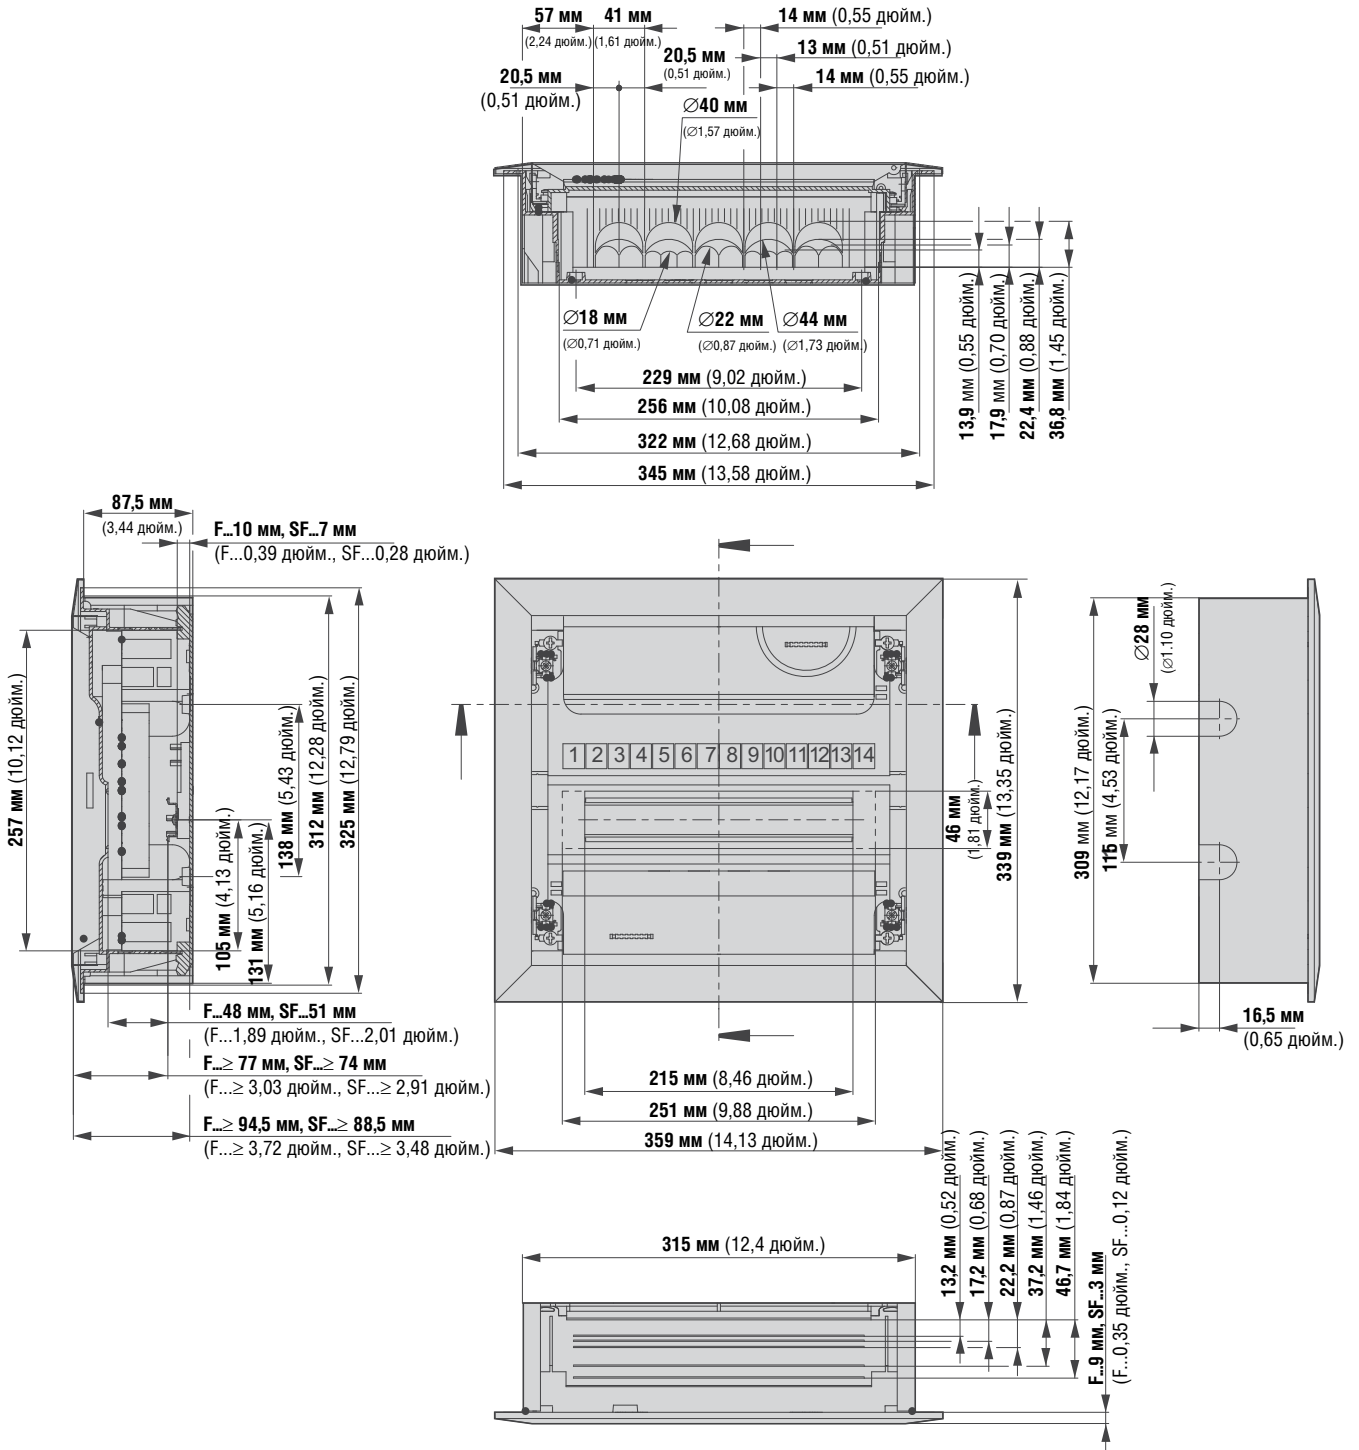 57 мм
(2,24 дюйм.)
41 мм
(1,61 дюйм.)
14 мм (0,55 дюйм.)
13 мм (0,51 дюйм.)
20,5 мм
(0,51 дюйм.)
20,5 мм
(0,51 дюйм.)
14 мм (0,55 дюйм.)
∅40 мм
(∅1,57 дюйм.)
∅18 мм
(∅0,71 дюйм.)
∅22 мм
(∅0,87 дюйм.)
∅44 мм
(∅1,73 дюйм.)
229 мм (9,02 дюйм.)
256 мм (10,08 дюйм.)
322 мм (12,68 дюйм.)
345 мм (13,58 дюйм.)
13,9 мм (0,55 дюйм.)
17,9 мм (0,70 дюйм.)
22,4 мм (0,88 дюйм.)
36,8 мм (1,45 дюйм.)
87,5 мм
(3,44 дюйм.)
F...10 мм, SF...7 мм
(F...0,39 дюйм., SF...0,28 дюйм.)
257 мм (10,12 дюйм.)
105 мм (4,13 дюйм.)
131 мм (5,16 дюйм.)
138 мм (5,43 дюйм.)
312 мм (12,28 дюйм.)
325 мм (12,79 дюйм.)
F...48 мм, SF...51 мм
(F...1,89 дюйм., SF...2,01 дюйм.)
F...≥ 77 мм, SF...≥ 74 мм
(F...≥ 3,03 дюйм., SF...≥ 2,91 дюйм.)
F...≥ 94,5 мм, SF...≥ 88,5 мм
(F...≥ 3,72 дюйм., SF...≥ 3,48 дюйм.)
1 2 3 4 5 6 7 8 9 10 11 12 13 14
46 мм
(1,81 дюйм.)
339 мм (13,35 дюйм.)
215 мм (8,46 дюйм.)
251 мм (9,88 дюйм.)
359 мм (14,13 дюйм.)
∅28 мм
(∅1.10 дюйм.)
309 мм (12,17 дюйм.)
мм (4,53 дюйм.)
16,5 мм
(0,65 дюйм.)
315 мм (12,4 дюйм.)
13,2 мм (0,52 дюйм.)
17,2 мм (0,68 дюйм.)
22,2 мм (0,87 дюйм.)
37,2 мм (1,46 дюйм.)
46,7 мм (1,84 дюйм.)
F...9 мм, SF...3 мм
(F...0,35 дюйм., SF...0,12 дюйм.)